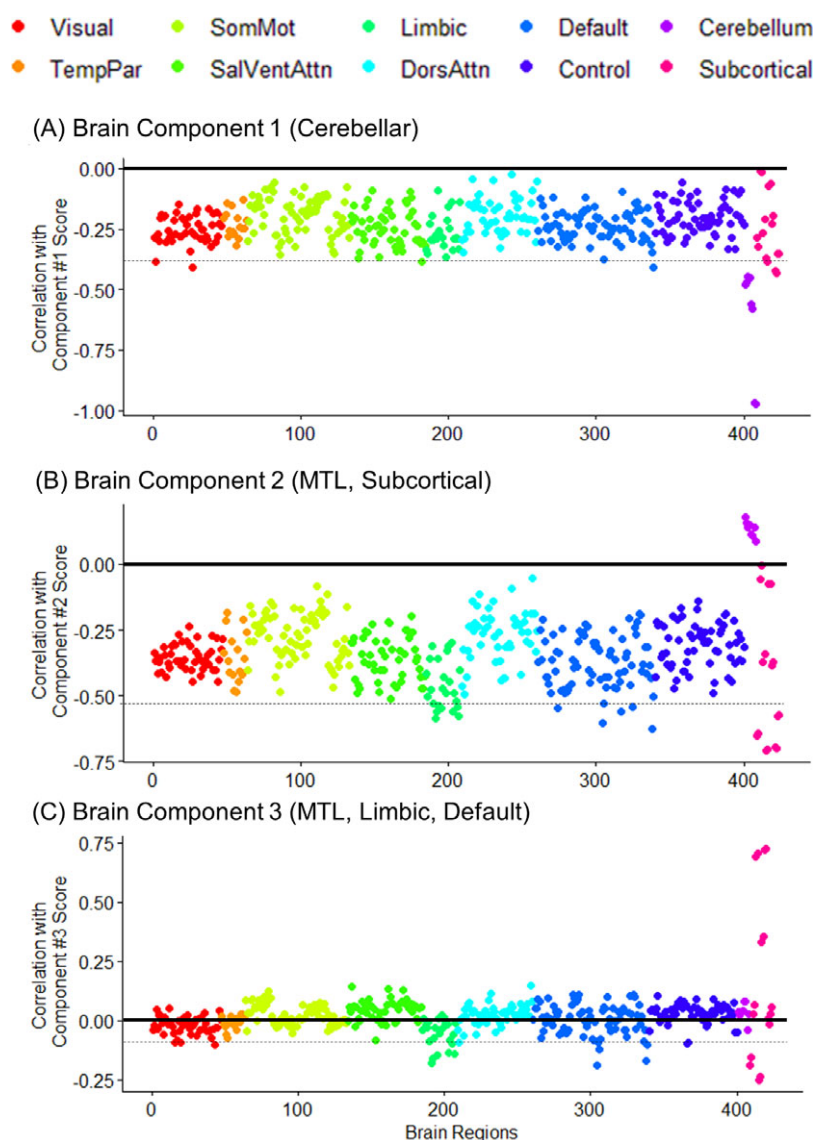 Visual SomMot Limbic Default Cerebellum
TempPar SalVentAttn DorsAttn Control Subcortical
(A) Brain Component 1 (Cerebellar)
Correlation with
Component #1 Score
0.00
-0.25
-0.50
-0.75
-1.00
0 100 200 300 400
(B) Brain Component 2 (MTL, Subcortical)
Correlation with
Component #2 Score
0.00
-0.25
-0.50
-0.75
0 100 200 300 400
(C) Brain Component 3 (MTL, Limbic, Default)
Correlation with
Component #3 Score
0.75
0.50
0.25
0.00
-0.25
0 100 200 300 400
Brain Regions